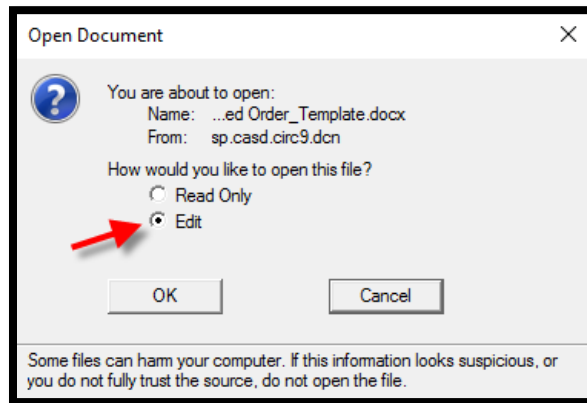 Open Document
You are about to open:
Name: ...ed Order_Template.docx
From: sp.casd.circ9.dcn
How would you like to open this file?
Read Only
Edit
OK Cancel
Some files can harm your computer. If this information looks suspicious, or
you do not fully trust the source, do not open the file.